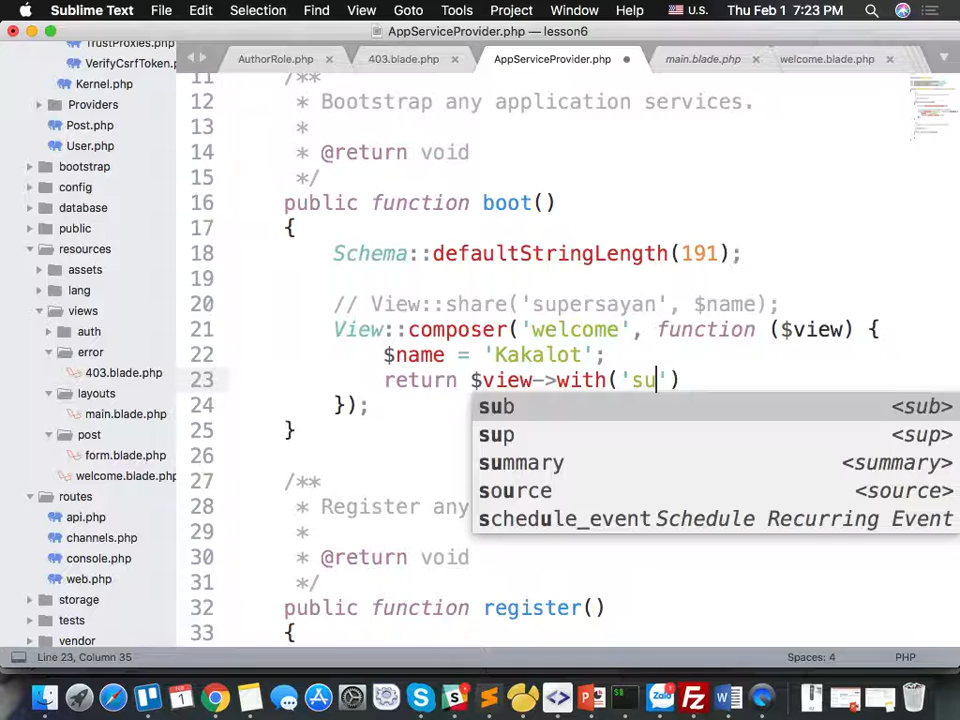 Sublime Text File Edit Selection Find View Goto Tools Project Window Help U.S. Thu Feb 1 7:23 PM
AppServiceProvider.php — lesson6
TrustProxies.php
VerifyCsrfToken.
Kernel.php
Providers
Post.php
User.php
bootstrap
config
database
public
resources
assets
lang
views
auth
error
403.blade.php
layouts
main.blade.php
post
form.blade.php
welcome.blade.php
routes
api.php
channels.php
console.php
web.php
storage
tests
vendor
AuthorRole.php × 403.blade.php × AppServiceProvider.php main.blade.php × welcome.blade.php ×
11 /**
12 * Bootstrap any application services.
13 *
14 * @return void
15 */
16 public function boot()
17 {
18 Schema::defaultStringLength(191);
19
20 // View::share('supersayan', $name);
21 View::composer('welcome', function ($view) {
22 $name = 'Kakalot';
23 return $view->with('su')
24 });
25 }
26
27 /**
28 * Register any
29 *
30 * @return void
31 */
32 public function register()
33 {
sub <sub>
sup <sup>
summary <summary>
source <source>
schedule_event Schedule Recurring Event
Line 23, Column 35 Spaces: 4 PHP